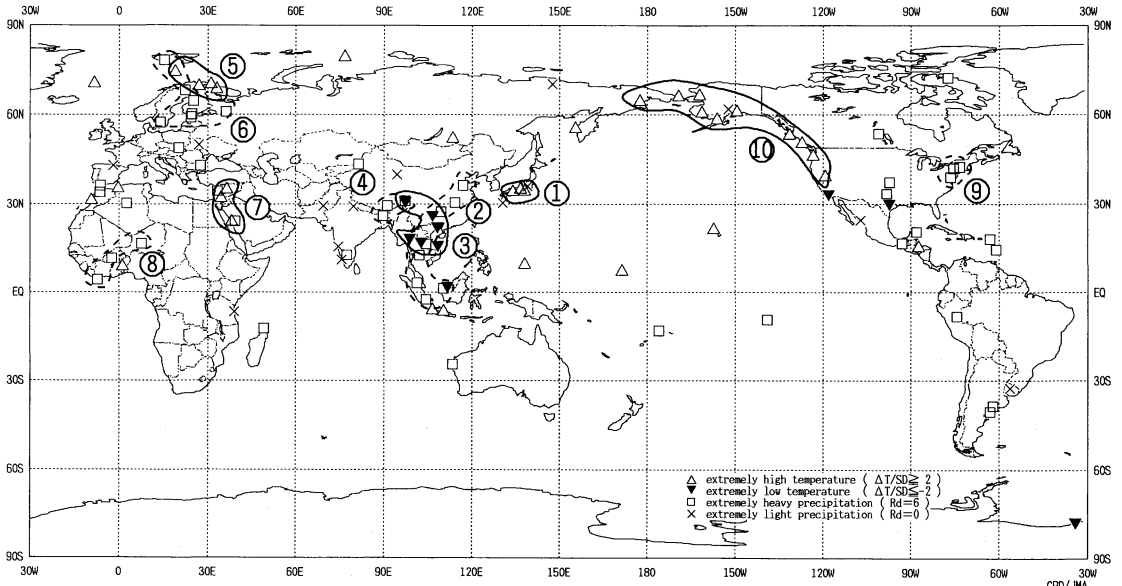 30W 0 30E 60E 90E 120E 150E 180 150W 120W 90W 60W 30W
90N 90N
⑤
60N 60N
⑥
⑩
④ ① ⑨
30N ⑦ ② 30N
③
⑧
EQ EQ
30S 30S
60S 60S
△ extremely high temperature ( △T/SD≧ 2 )
▼ extremely low temperature ( △T/SD≦-2 )
□ extremely heavy precipitation ( Rd=6 )
× extremely light precipitation ( Rd=0 )
90S 90S
30W 0 30E 60E 90E 120E 150E 180 150W 120W 90W 60W 30W
CPD/JMA